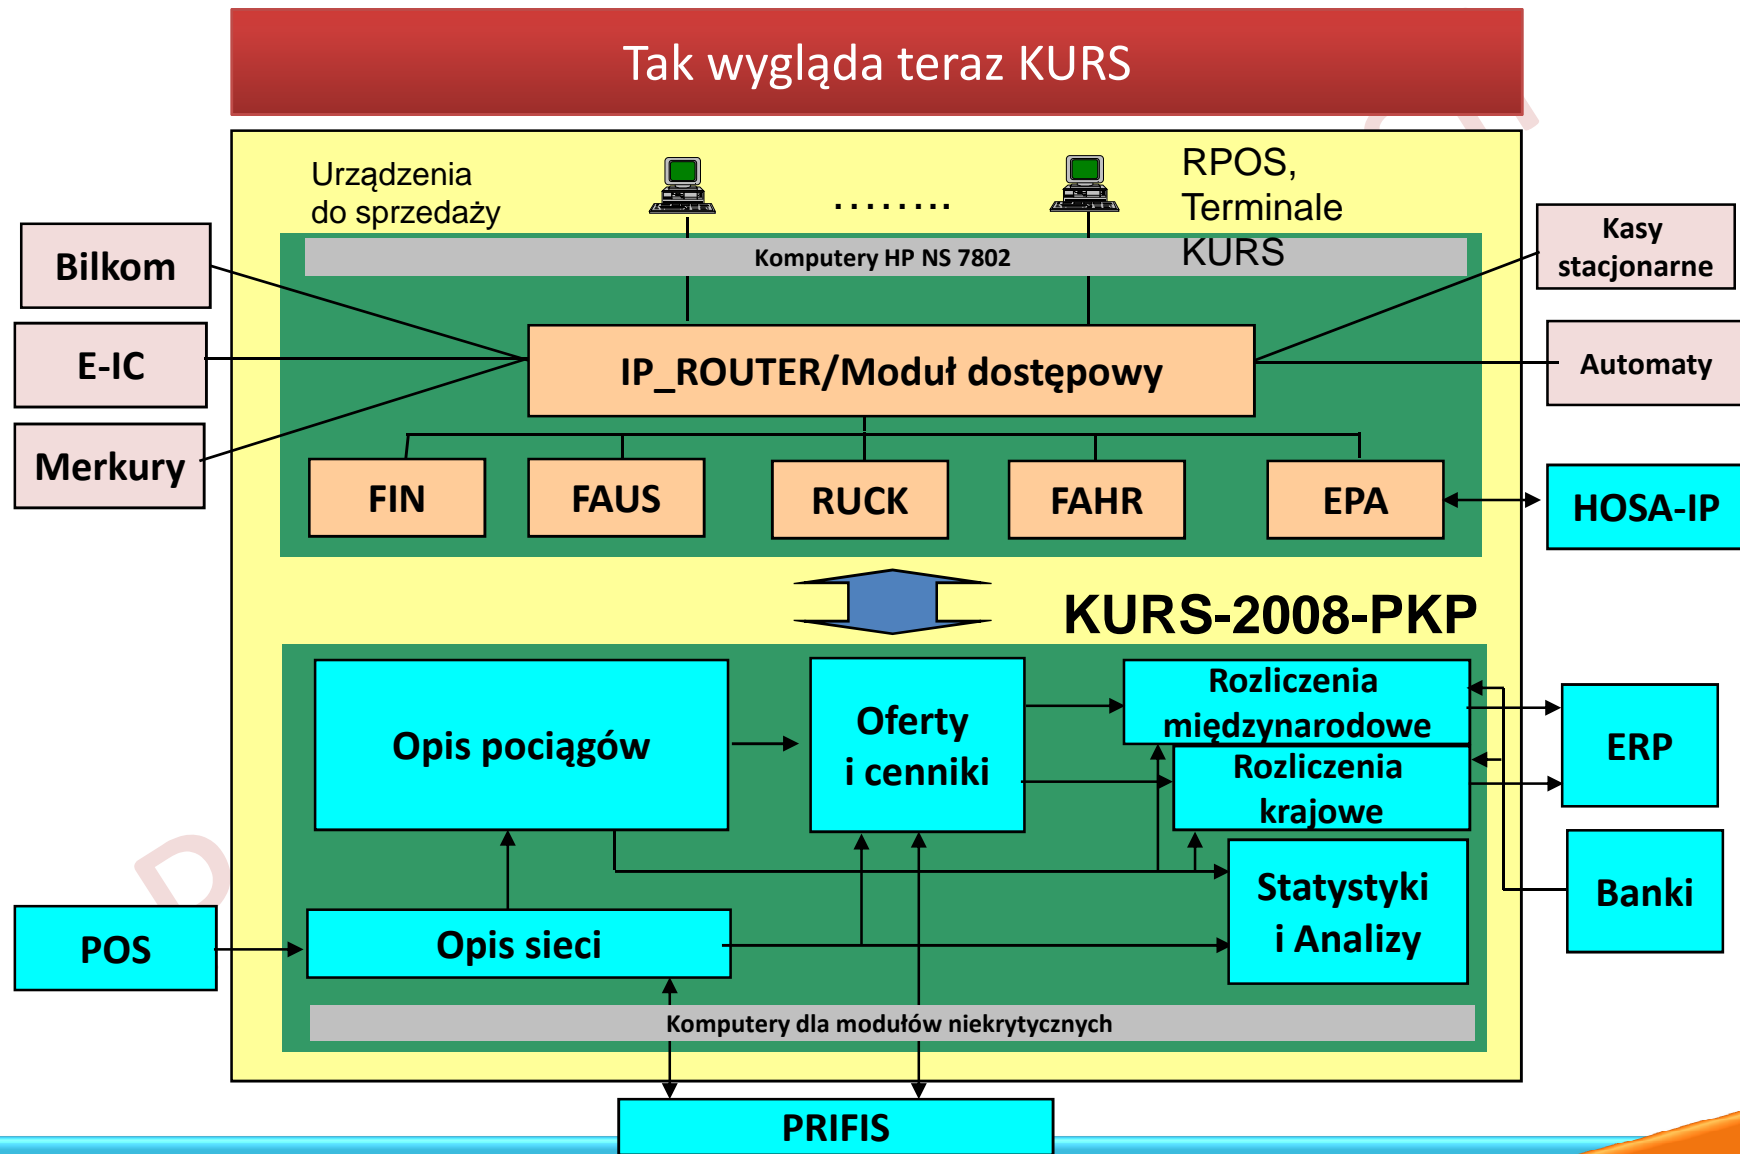 Tak wygląda teraz KURS
Urządzenia
do sprzedaży
........
RPOS,
Terminale
KURS
Komputery HP NS 7802
Bilkom
E-IC
Merkury
Kasy
stacjonarne
Automaty
IP_ROUTER/Moduł dostępowy
FIN
FAUS
RUCK
FAHR
EPA
HOSA-IP
KURS-2008-PKP
Opis pociągów
Oferty
i cenniki
Rozliczenia
międzynarodowe
Rozliczenia
krajowe
ERP
Statystyki
i Analizy
Banki
POS
Opis sieci
Komputery dla modułów niekrytycznych
PRIFIS